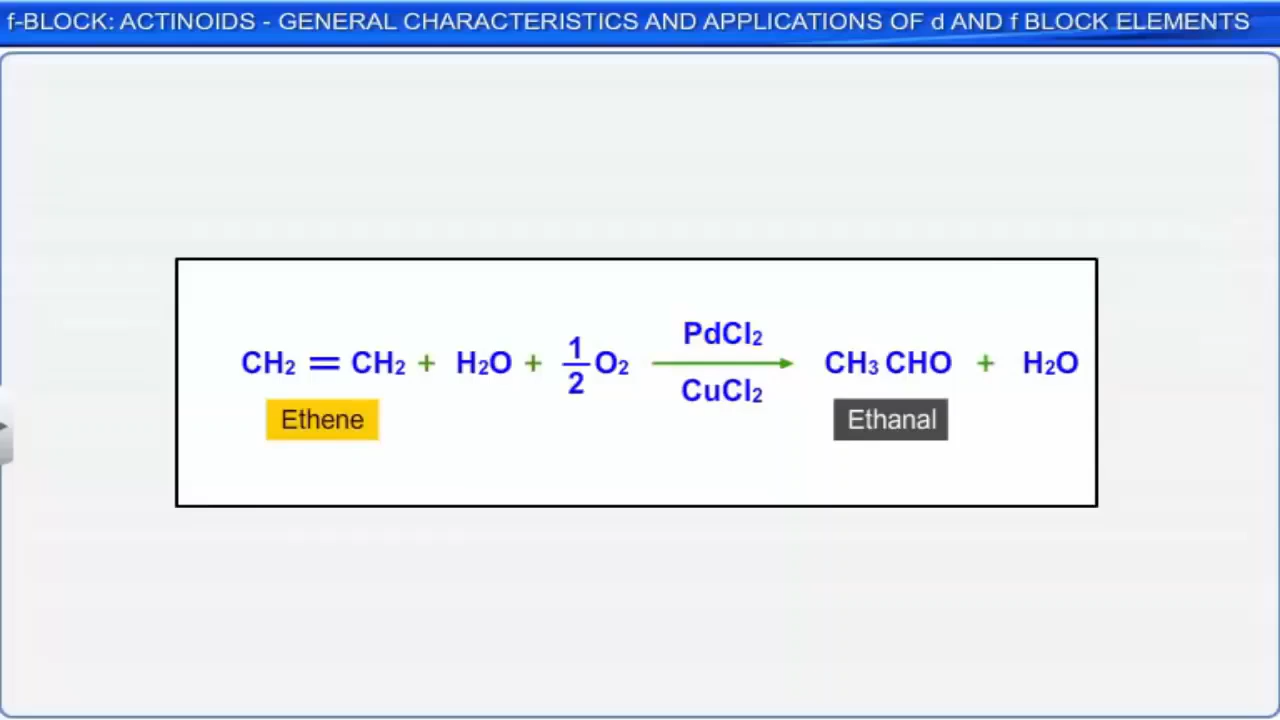 f-BLOCK: ACTINOIDS - GENERAL CHARACTERISTICS AND APPLICATIONS OF d AND f BLOCK ELEMENTS
PdCl₂
CH₂ = CH₂ + H₂O + 1/2 O₂ → CH₃ CHO + H₂O
CuCl₂
Ethene Ethanal